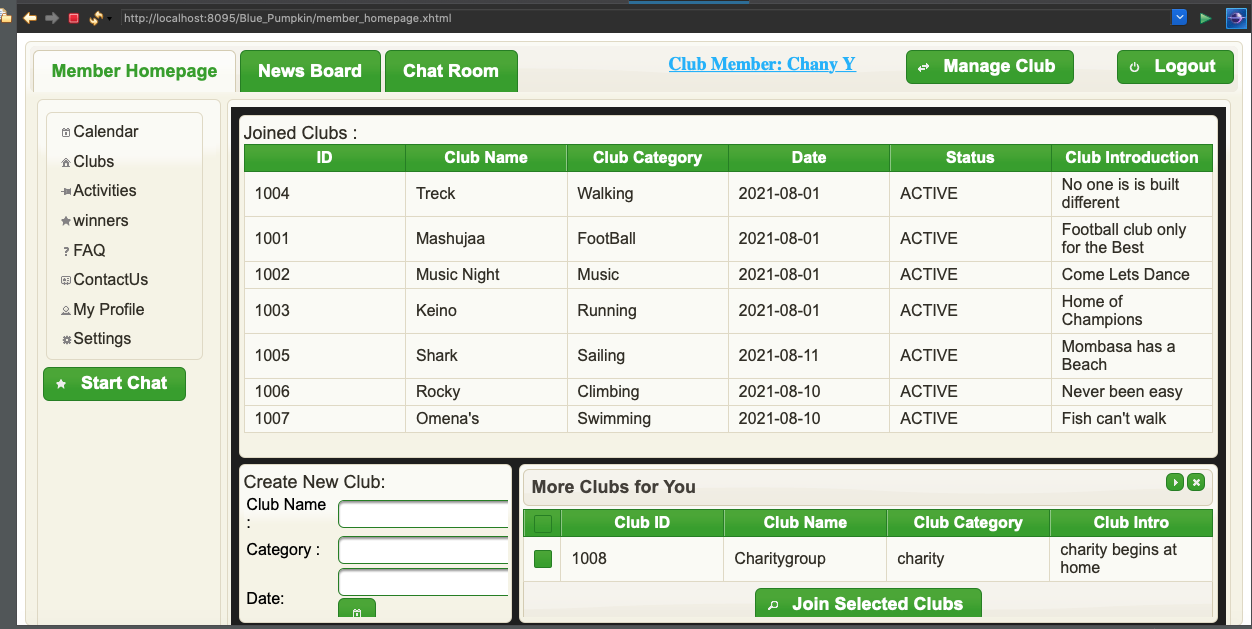 http://localhost:8095/Blue_Pumpkin/member_homepage.xhtml
Member Homepage News Board Chat Room Club Member: Chany Y Manage Club Logout
Calendar
Clubs
Activities
winners
? FAQ
ContactUs
My Profile
Settings
Start Chat
Joined Clubs :
ID Club Name Club Category Date Status Club Introduction
1004 Treck Walking 2021-08-01 ACTIVE No one is is built
different
1001 Mashujaa FootBall 2021-08-01 ACTIVE Football club only
for the Best
1002 Music Night Music 2021-08-01 ACTIVE Come Lets Dance
1003 Keino Running 2021-08-01 ACTIVE Home of
Champions
1005 Shark Sailing 2021-08-11 ACTIVE Mombasa has a
Beach
1006 Rocky Climbing 2021-08-10 ACTIVE Never been easy
1007 Omena's Swimming 2021-08-10 ACTIVE Fish can't walk
Create New Club:
Club Name
:
Category :
Date:
More Clubs for You
Club ID Club Name Club Category Club Intro
1008 Charitygroup charity charity begins at
home
Join Selected Clubs